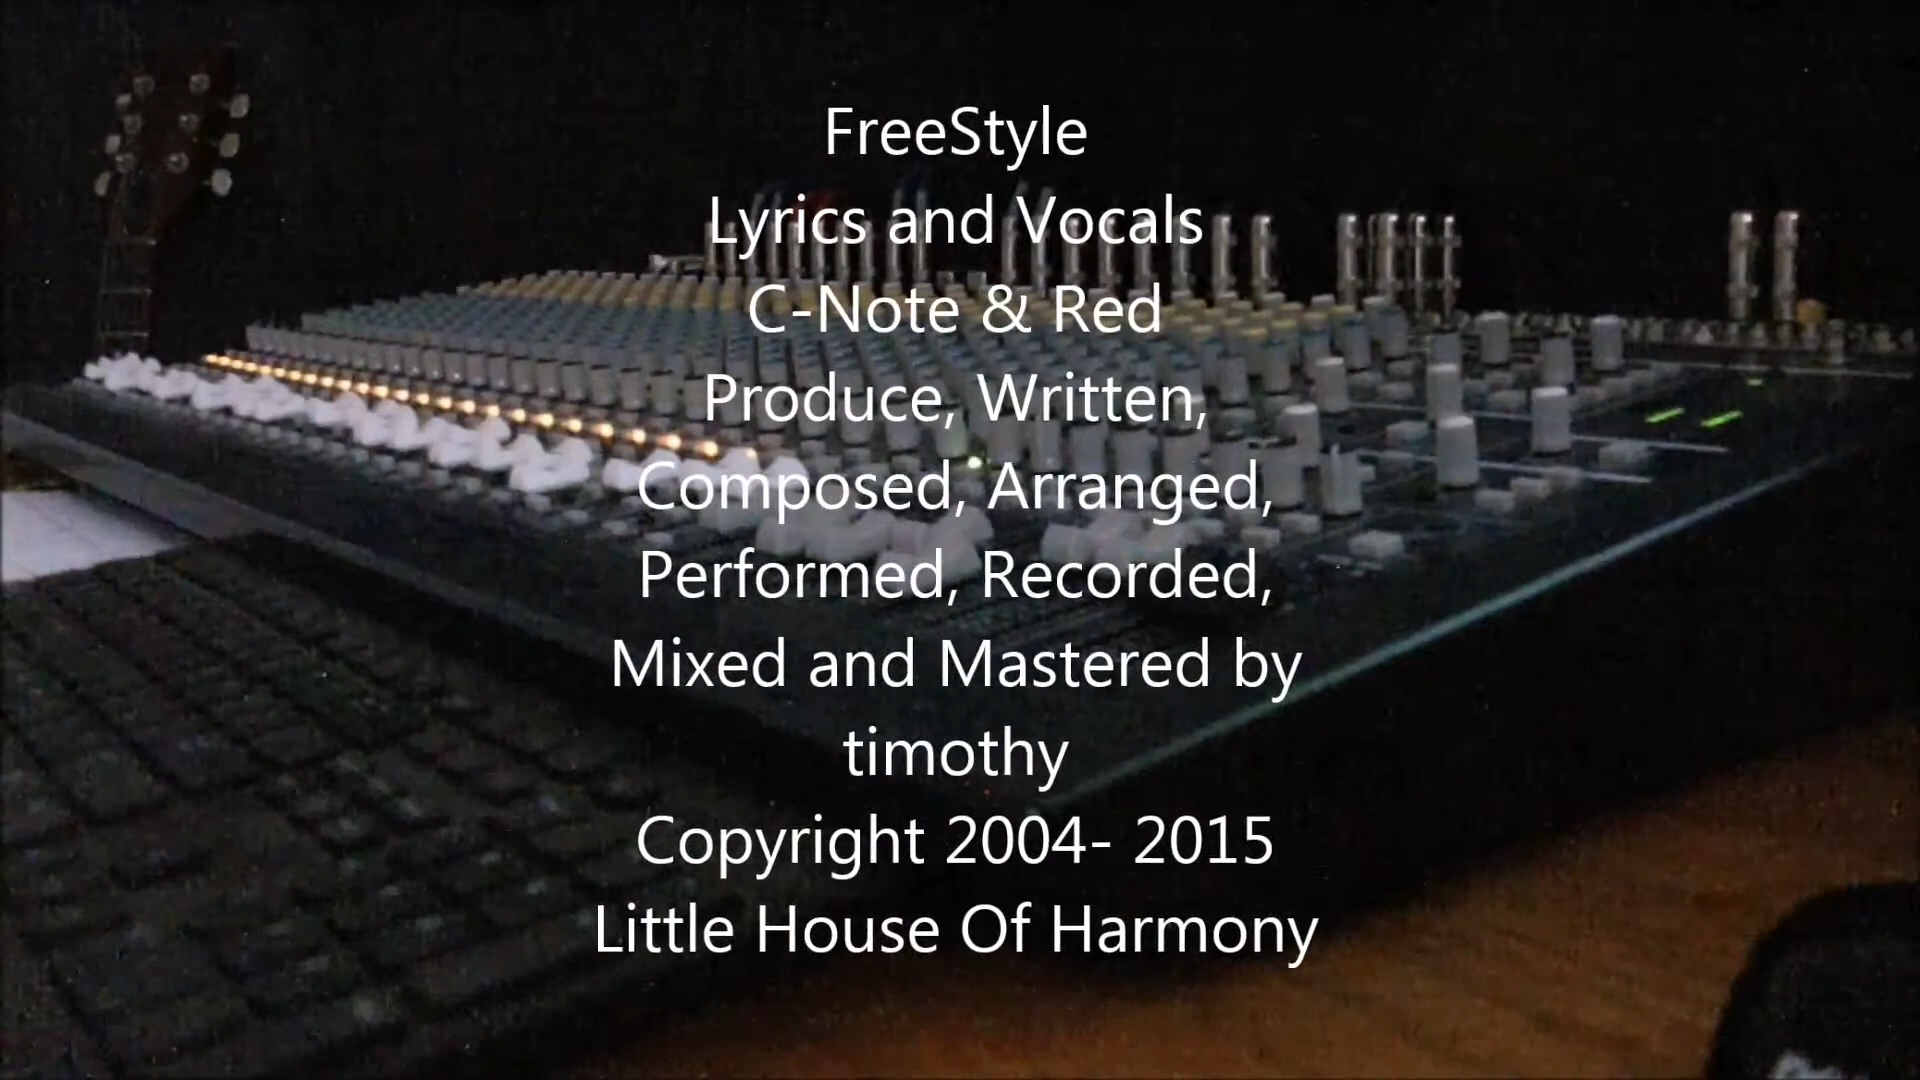 FreeStyle
Lyrics and Vocals
C-Note & Red
Produce, Written,
Composed, Arranged,
Performed, Recorded,
Mixed and Mastered by
timothy
Copyright 2004- 2015
Little House Of Harmony